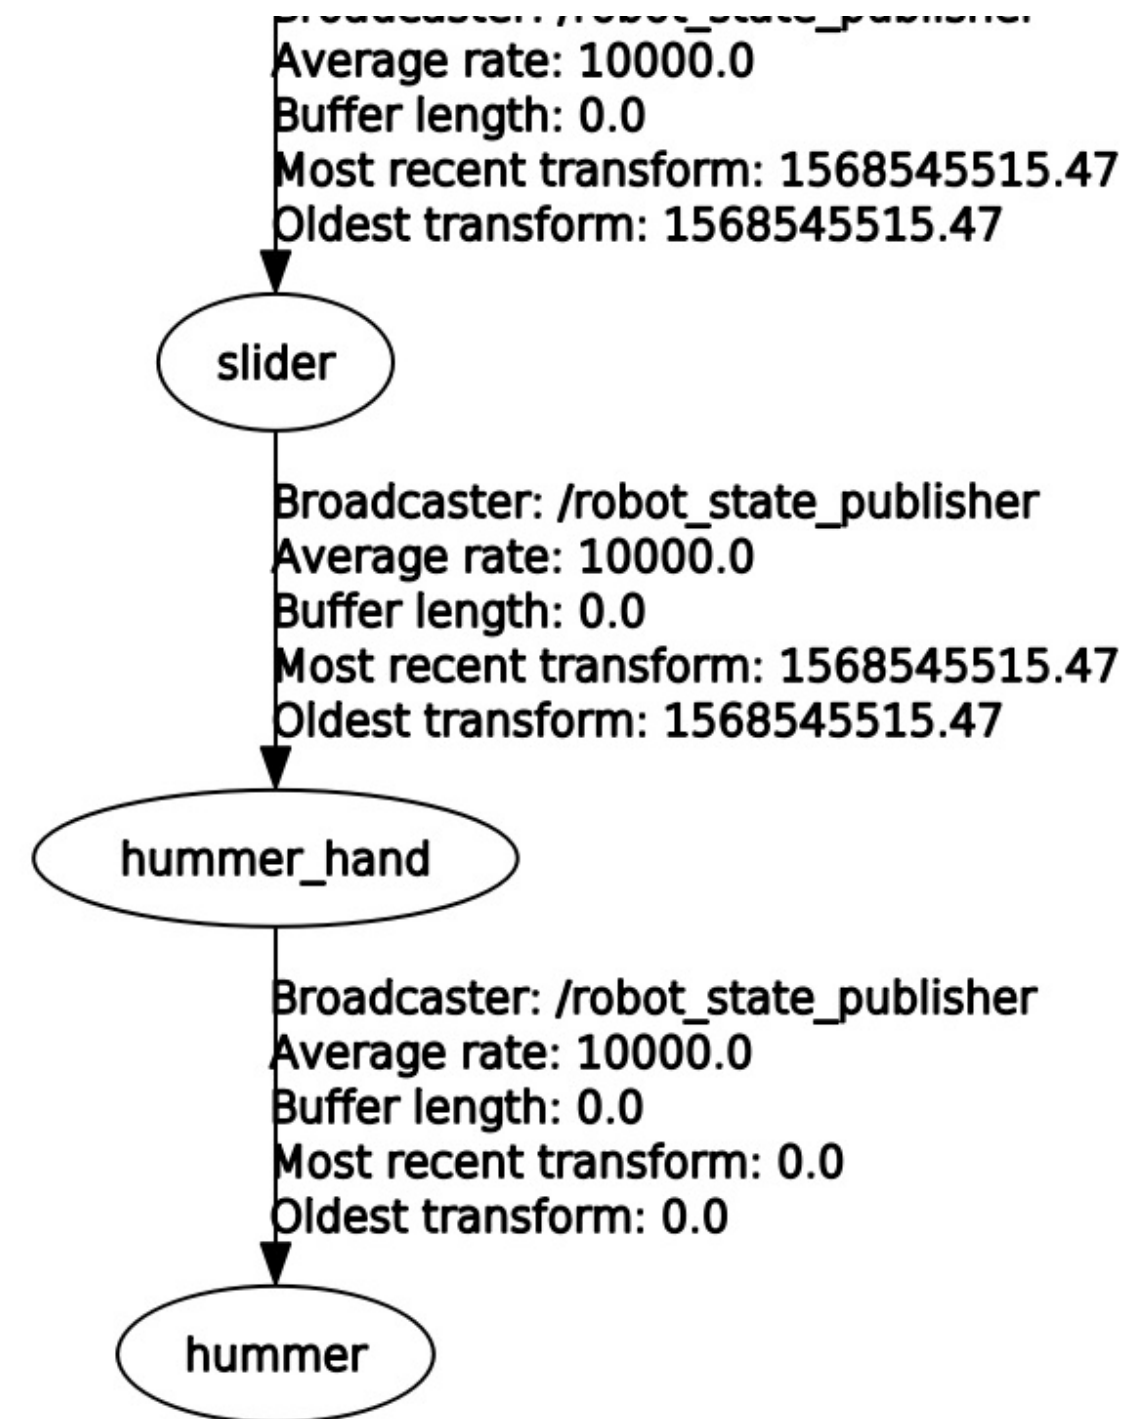 Broadcaster: /robot_state_publisher
Average rate: 10000.0
Buffer length: 0.0
Most recent transform: 1568545515.47
Oldest transform: 1568545515.47
slider
Broadcaster: /robot_state_publisher
Average rate: 10000.0
Buffer length: 0.0
Most recent transform: 1568545515.47
Oldest transform: 1568545515.47
hummer_hand
Broadcaster: /robot_state_publisher
Average rate: 10000.0
Buffer length: 0.0
Most recent transform: 0.0
Oldest transform: 0.0
hummer